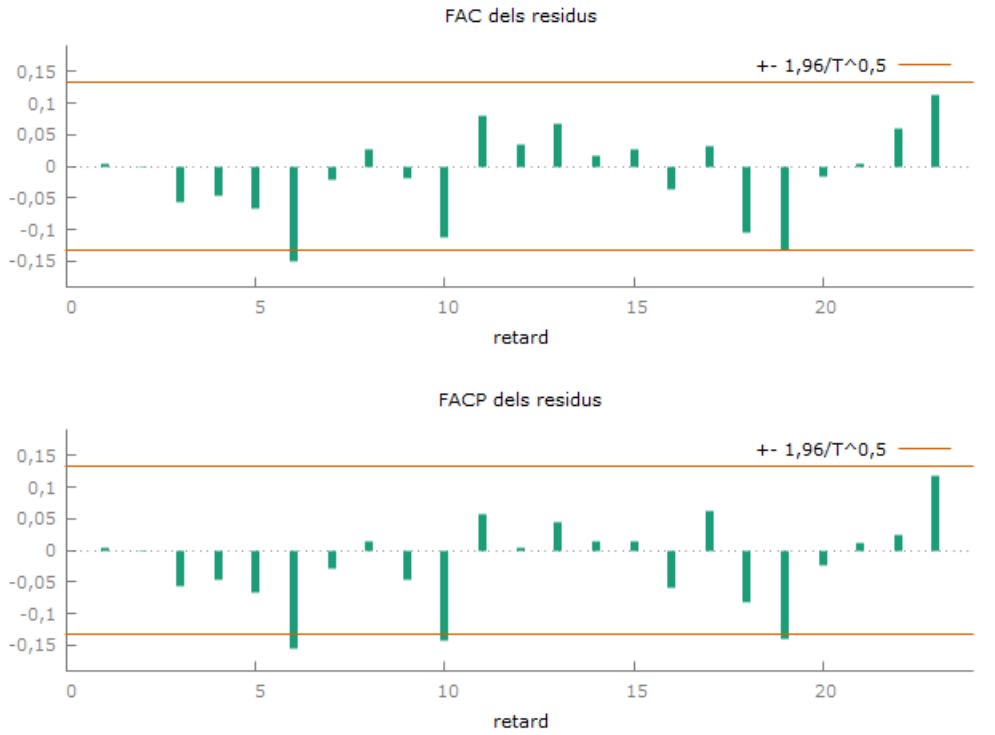 FAC dels residus
+- 1,96/T^0,5
0,15
0,1
0,05
0
-0,05
-0,1
-0,15
0 5 10 15 20
retard
FACP dels residus
+- 1,96/T^0,5
0,15
0,1
0,05
0
-0,05
-0,1
-0,15
0 5 10 15 20
retard